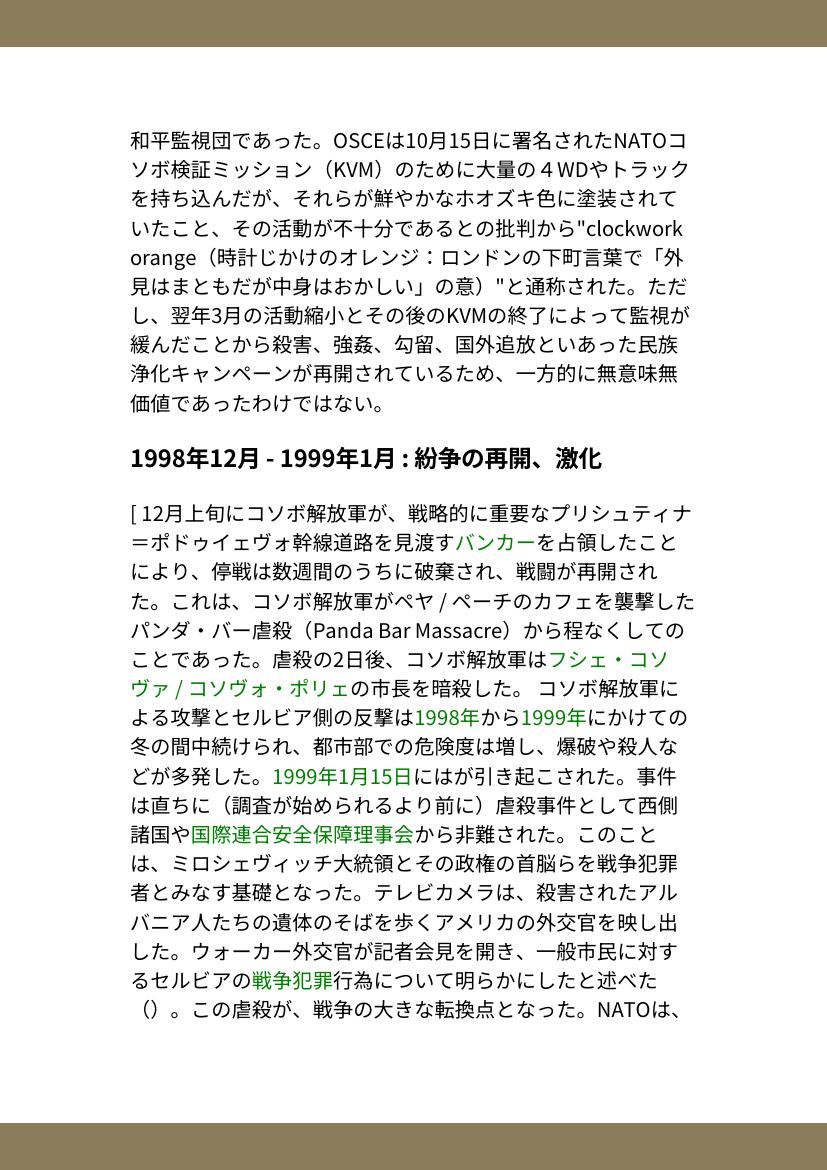 和平監視団であった。OSCEは10月15日に署名されたNATOコ
ソボ検証ミッション（KVM）のために大量の４WDやトラック
を持ち込んだが、それらが鮮やかなホオズキ色に塗装されて
いたこと、その活動が不十分であるとの批判から"clockwork
orange（時計じかけのオレンジ：ロンドンの下町言葉で「外
見はまともだが中身はおかしい」の意）"と通称された。ただ
し、翌年3月の活動縮小とその後のKVMの終了によって監視が
緩んだことから殺害、強姦、勾留、国外追放といあった民族
浄化キャンペーンが再開されているため、一方的に無意味無
価値であったわけではない。
1998年12月 - 1999年1月 : 紛争の再開、激化
[ 12月上旬にコソボ解放軍が、戦略的に重要なプリシュティナ
＝ポドゥイェヴォ幹線道路を見渡すバンカーを占領したこと
により、停戦は数週間のうちに破棄され、戦闘が再開され
た。これは、コソボ解放軍がペヤ / ペーチのカフェを襲撃した
パンダ・バー虐殺（Panda Bar Massacre）から程なくしての
ことであった。虐殺の2日後、コソボ解放軍はフシェ・コソ
ヴァ / コソヴォ・ポリェの市長を暗殺した。 コソボ解放軍に
よる攻撃とセルビア側の反撃は1998年から1999年にかけての
冬の間中続けられ、都市部での危険度は増し、爆破や殺人な
どが多発した。1999年1月15日にはが引き起こされた。事件
は直ちに（調査が始められるより前に）虐殺事件として西側
諸国や国際連合安全保障理事会から非難された。このこと
は、ミロシェヴィッチ大統領とその政権の首脳らを戦争犯罪
者とみなす基礎となった。テレビカメラは、殺害されたアル
バニア人たちの遺体のそばを歩くアメリカの外交官を映し出
した。ウォーカー外交官が記者会見を開き、一般市民に対す
るセルビアの戦争犯罪行為について明らかにしたと述べた
（）。この虐殺が、戦争の大きな転換点となった。NATOは、